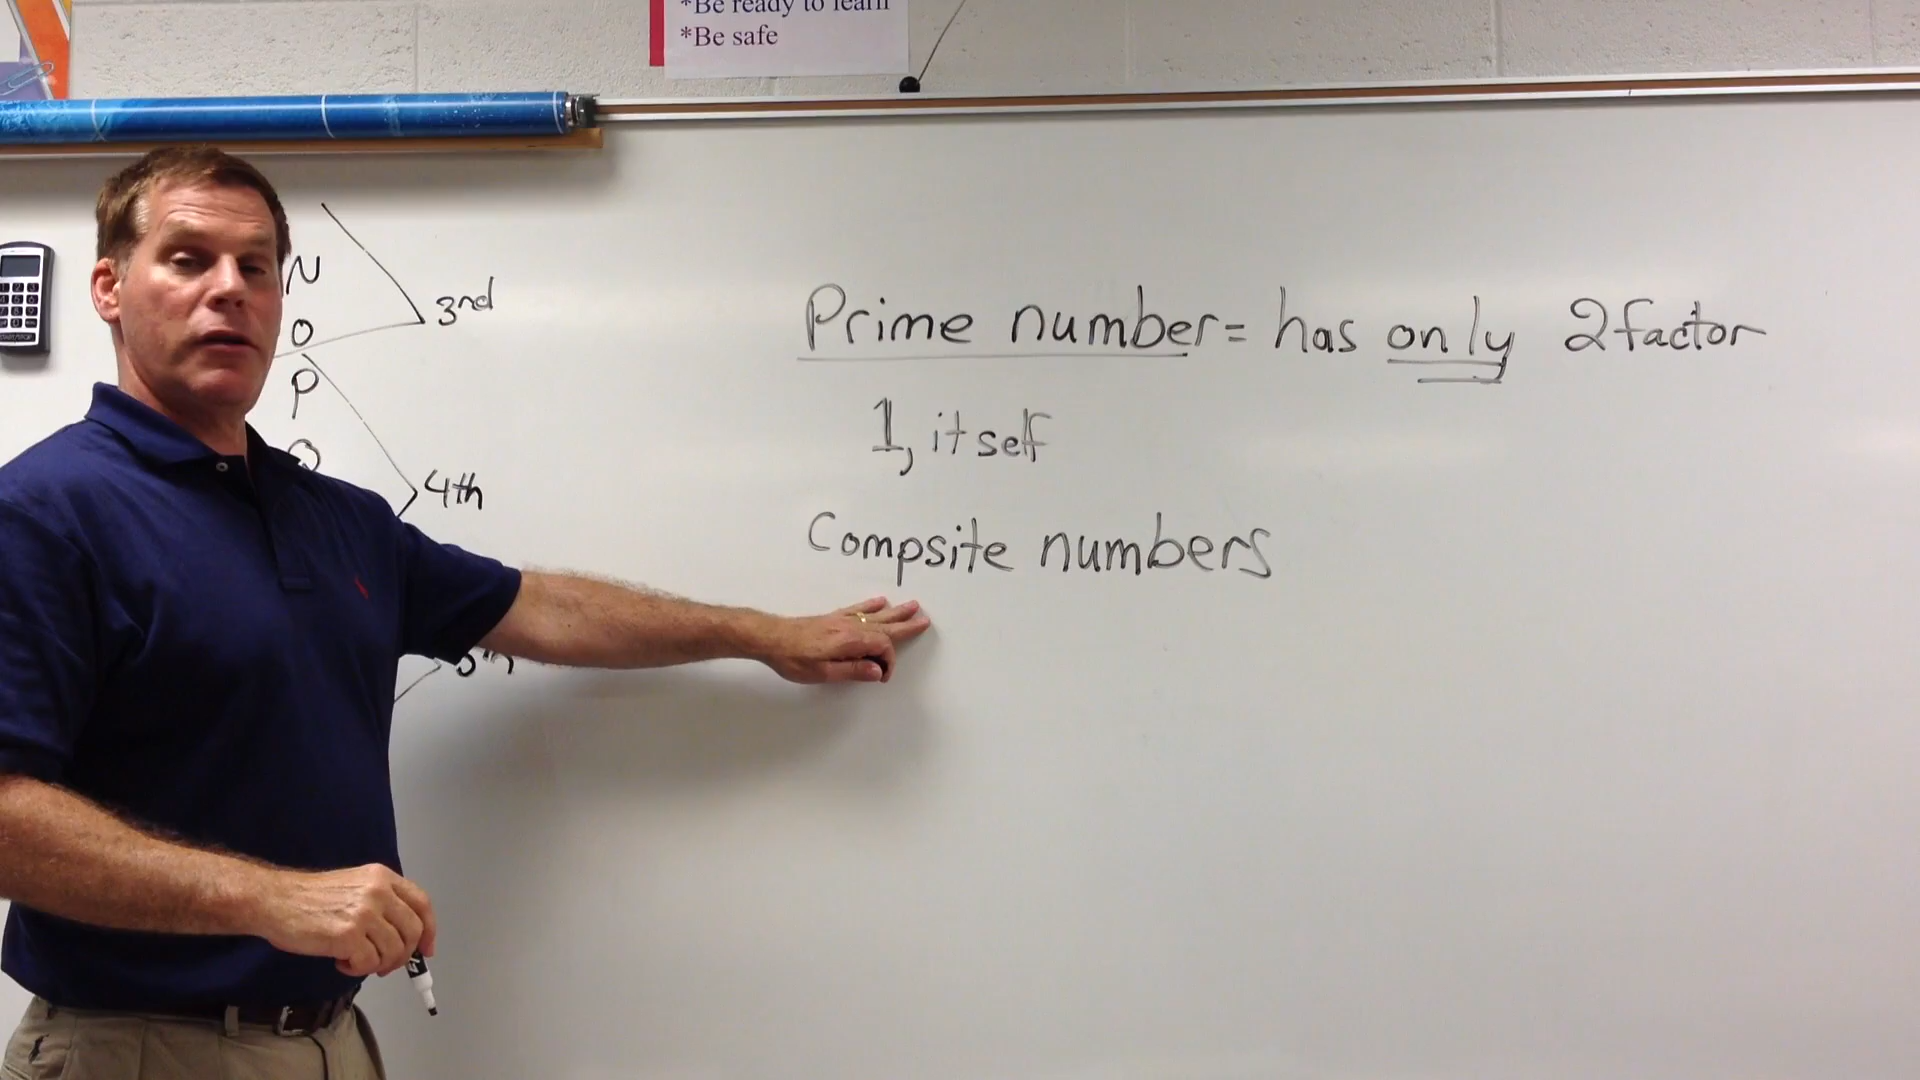 *Be ready to learn
*Be safe
N
O
P
Q
3rd
4th
Prime number = has only 2 factor
1, itself
Compsite numbers